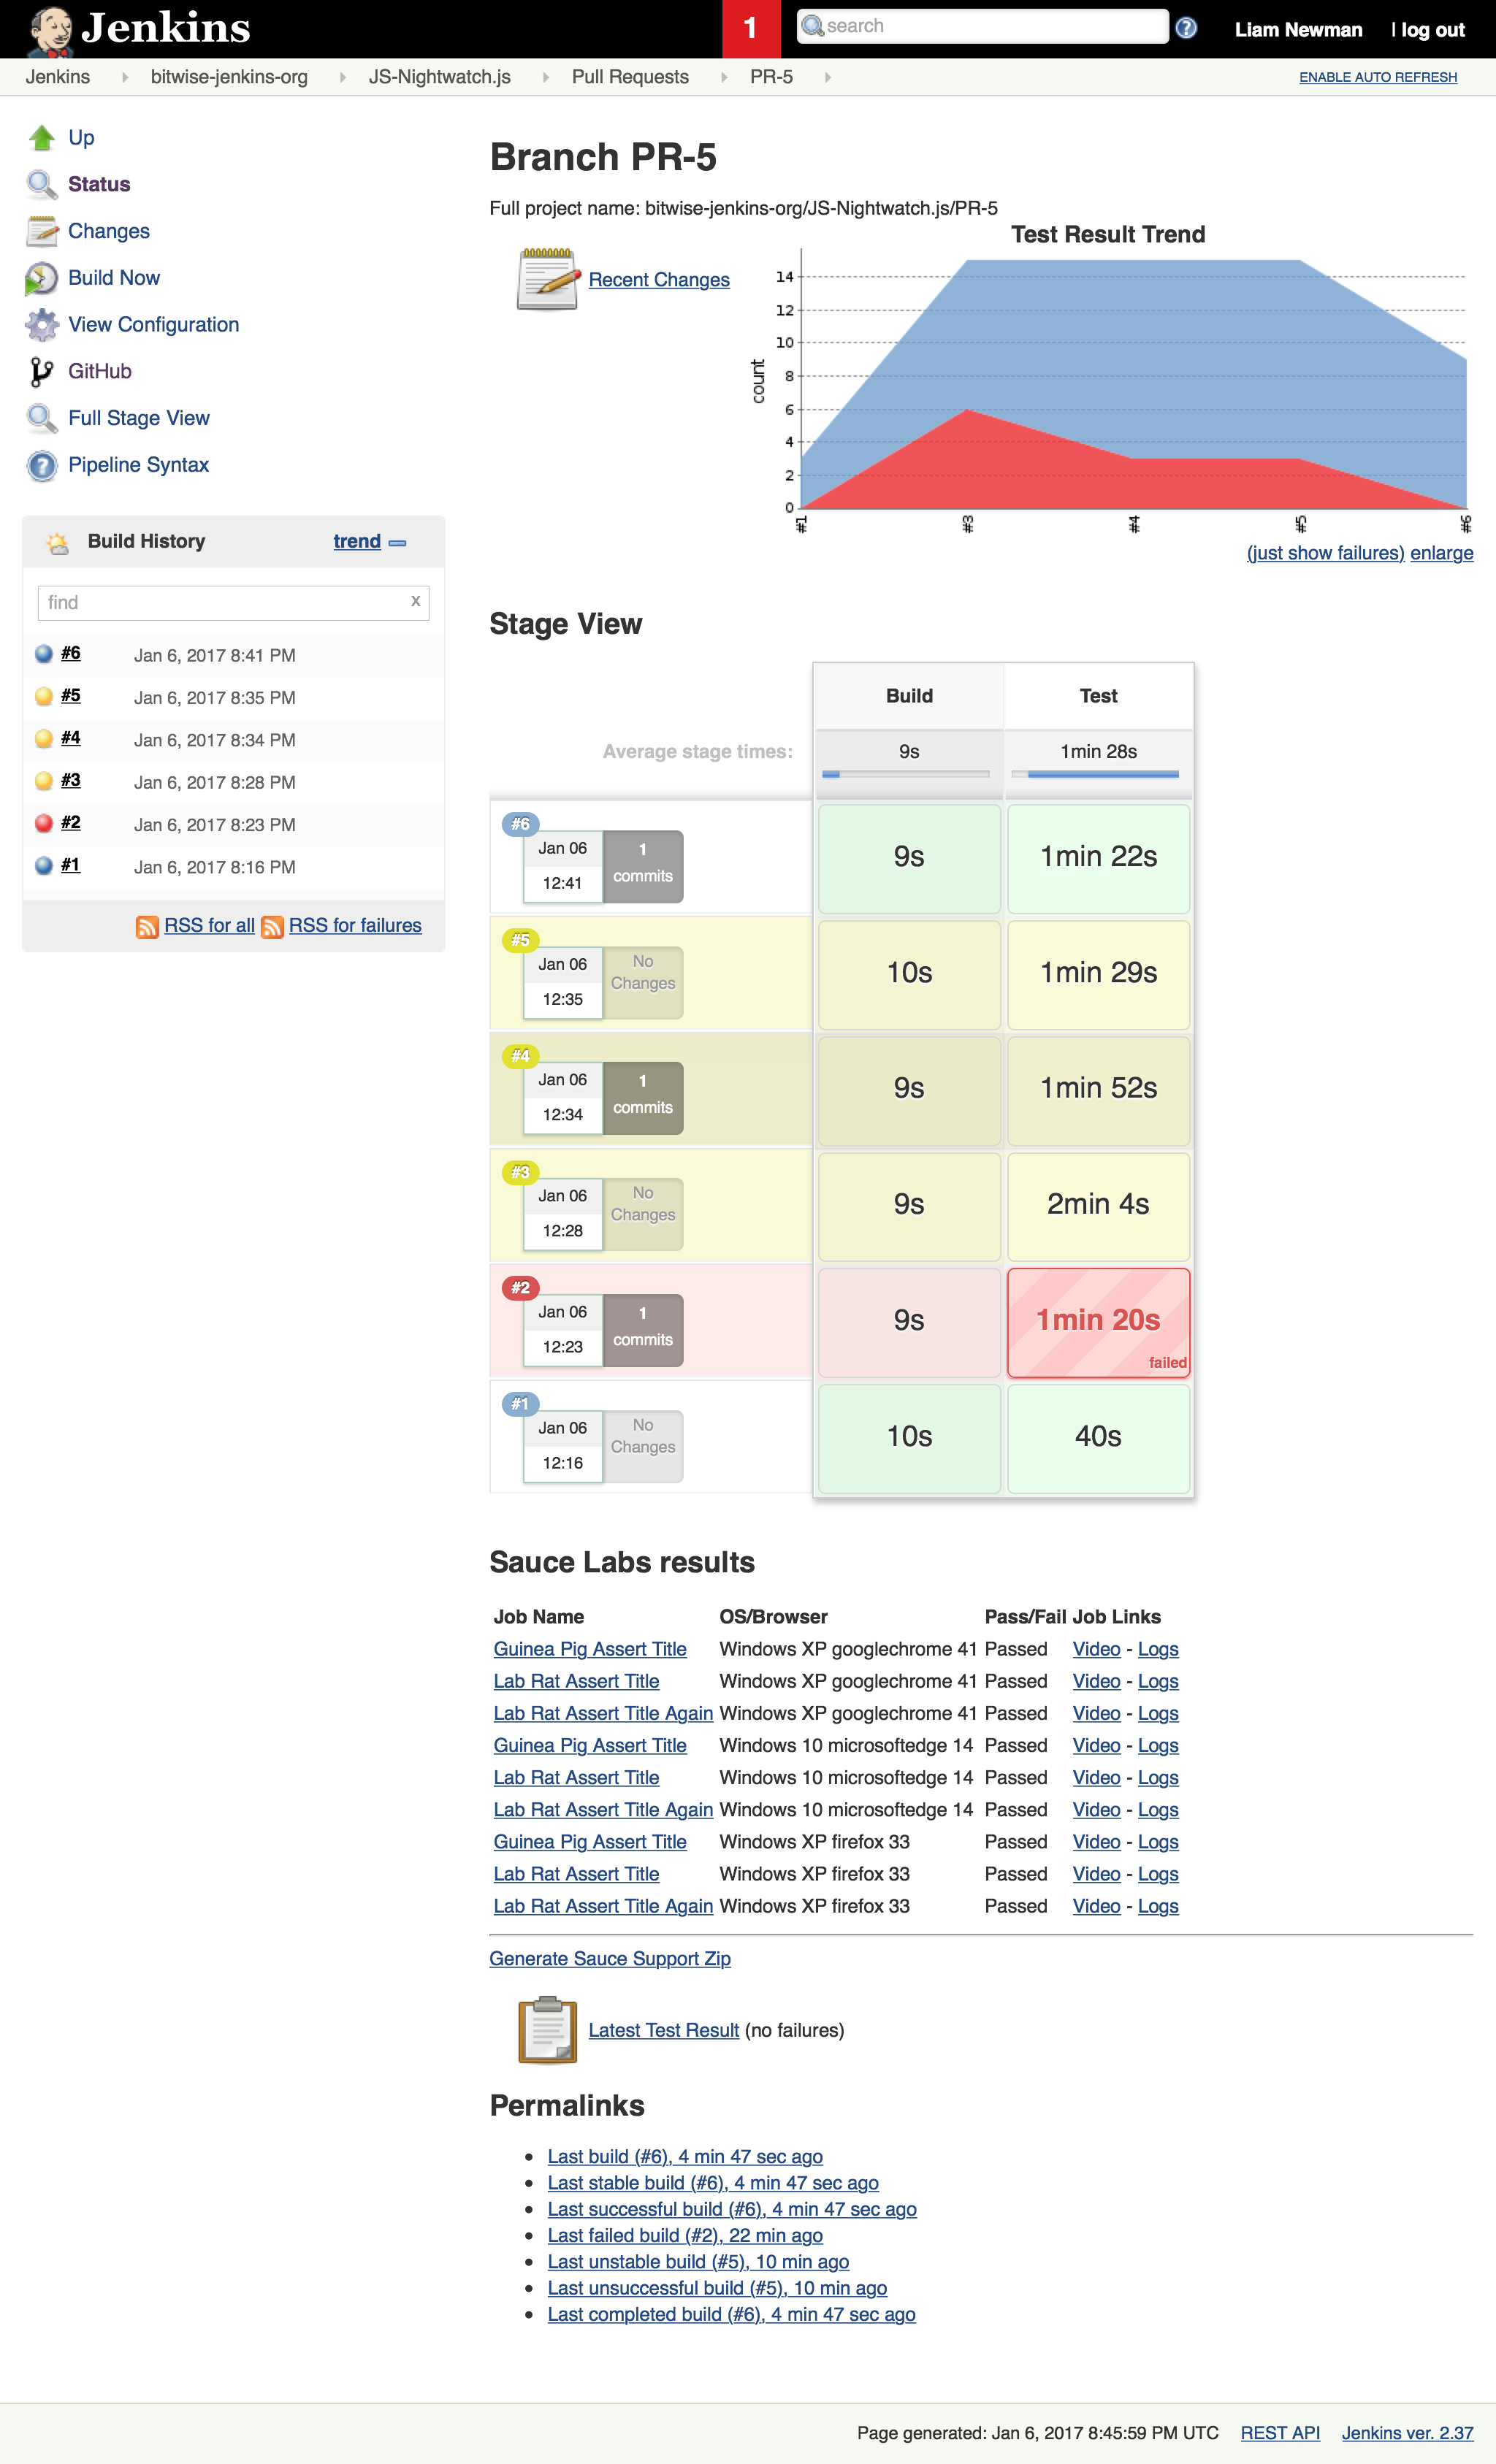 Jenkins
1
search
?
Liam Newman
| log out
Jenkins bitwise-jenkins-org JS-Nightwatch.js Pull Requests PR-5
ENABLE AUTO REFRESH
Up
Status
Changes
Build Now
View Configuration
GitHub
Full Stage View
Pipeline Syntax
Build History trend
find x
#6 Jan 6, 2017 8:41 PM
#5 Jan 6, 2017 8:35 PM
#4 Jan 6, 2017 8:34 PM
#3 Jan 6, 2017 8:28 PM
#2 Jan 6, 2017 8:23 PM
#1 Jan 6, 2017 8:16 PM
RSS for all RSS for failures
Branch PR-5
Full project name: bitwise-jenkins-org/JS-Nightwatch.js/PR-5
Recent Changes
Test Result Trend
count
14
12
10
8
6
4
2
0
#1 #3 #4 #5 #6
(just show failures) enlarge
Stage View
Build Test
Average stage times: 9s 1min 28s
#6
Jan 06
12:41
1
commits
9s 1min 22s
#5
Jan 06
12:35
No
Changes
10s 1min 29s
#4
Jan 06
12:34
1
commits
9s 1min 52s
#3
Jan 06
12:28
No
Changes
9s 2min 4s
#2
Jan 06
12:23
1
commits
9s 1min 20s
failed
#1
Jan 06
12:16
No
Changes
10s 40s
Sauce Labs results
Job Name OS/Browser Pass/Fail Job Links
Guinea Pig Assert Title Windows XP googlechrome 41 Passed Video - Logs
Lab Rat Assert Title Windows XP googlechrome 41 Passed Video - Logs
Lab Rat Assert Title Again Windows XP googlechrome 41 Passed Video - Logs
Guinea Pig Assert Title Windows 10 microsoftedge 14 Passed Video - Logs
Lab Rat Assert Title Windows 10 microsoftedge 14 Passed Video - Logs
Lab Rat Assert Title Again Windows 10 microsoftedge 14 Passed Video - Logs
Guinea Pig Assert Title Windows XP firefox 33 Passed Video - Logs
Lab Rat Assert Title Windows XP firefox 33 Passed Video - Logs
Lab Rat Assert Title Again Windows XP firefox 33 Passed Video - Logs
Generate Sauce Support Zip
Latest Test Result (no failures)
Permalinks
Last build (#6), 4 min 47 sec ago
Last stable build (#6), 4 min 47 sec ago
Last successful build (#6), 4 min 47 sec ago
Last failed build (#2), 22 min ago
Last unstable build (#5), 10 min ago
Last unsuccessful build (#5), 10 min ago
Last completed build (#6), 4 min 47 sec ago
Page generated: Jan 6, 2017 8:45:59 PM UTC REST API Jenkins ver. 2.37